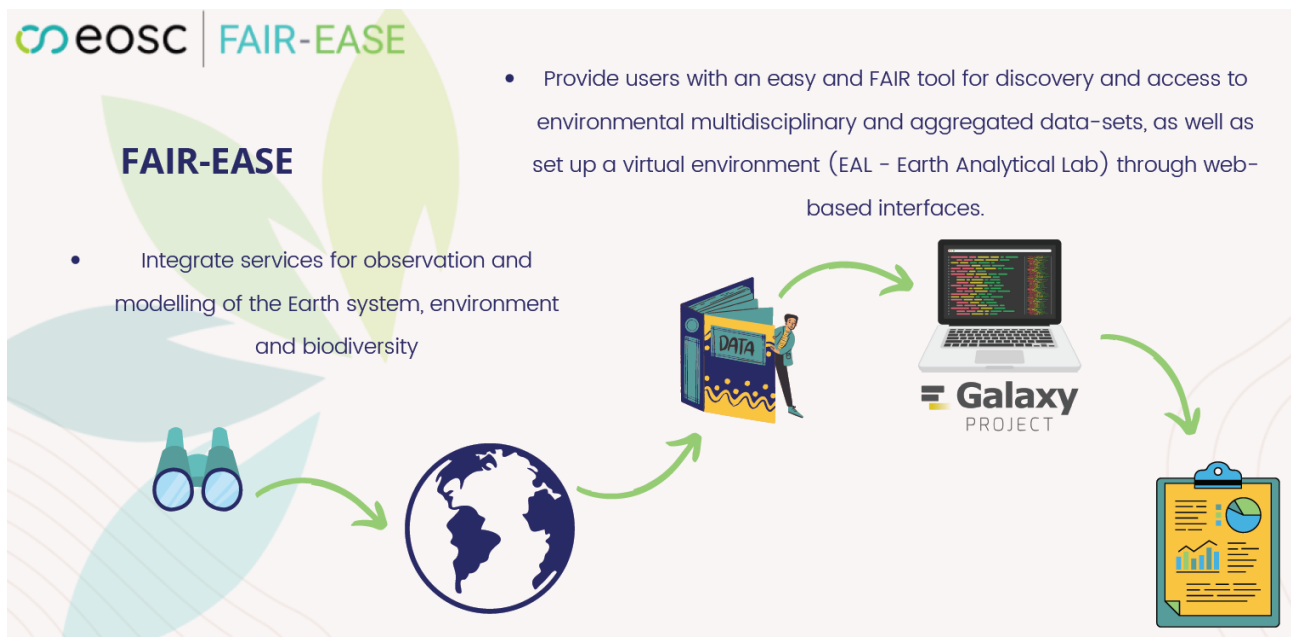 eosc FAIR-EASE
FAIR-EASE
• Integrate services for observation and
modelling of the Earth system, environment
and biodiversity
• Provide users with an easy and FAIR tool for discovery and access to
environmental multidisciplinary and aggregated data-sets, as well as
set up a virtual environment (EAL - Earth Analytical Lab) through web-
based interfaces.
DATA
Galaxy
PROJECT